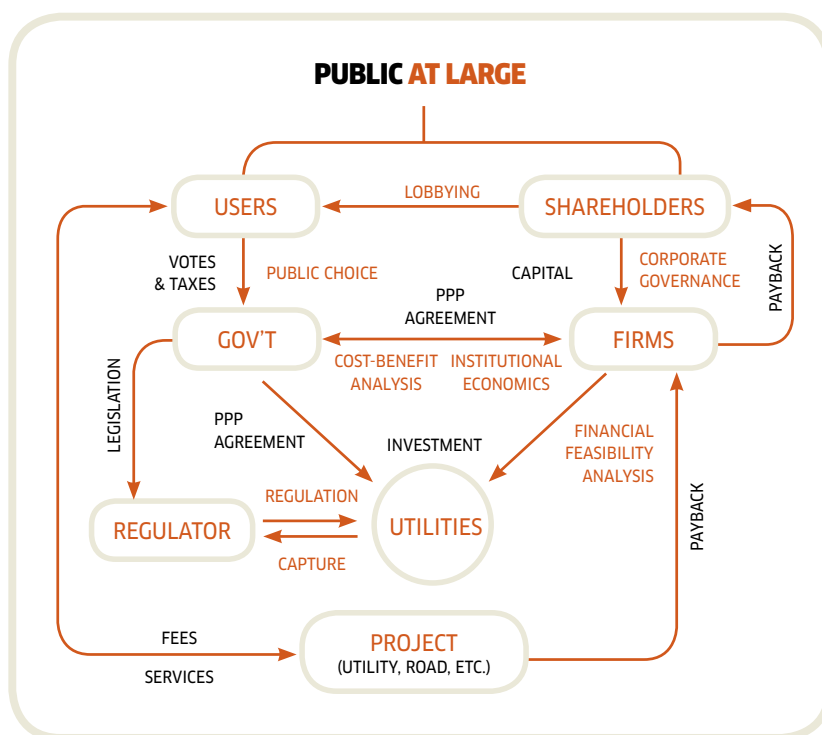 PUBLIC AT LARGE
LOBBYING
USERS
SHAREHOLDERS
VOTES
& TAXES
PUBLIC CHOICE
CAPITAL
CORPORATE
GOVERNANCE
PAYBACK
PPP
AGREEMENT
GOV'T
FIRMS
COST-BENEFIT
ANALYSIS
INSTITUTIONAL
ECONOMICS
LEGISLATION
PPP
AGREEMENT
INVESTMENT
FINANCIAL
FEASIBILITY
ANALYSIS
REGULATION
REGULATOR
UTILITIES
CAPTURE
PAYBACK
FEES
SERVICES
PROJECT
(UTILITY, ROAD, ETC.)